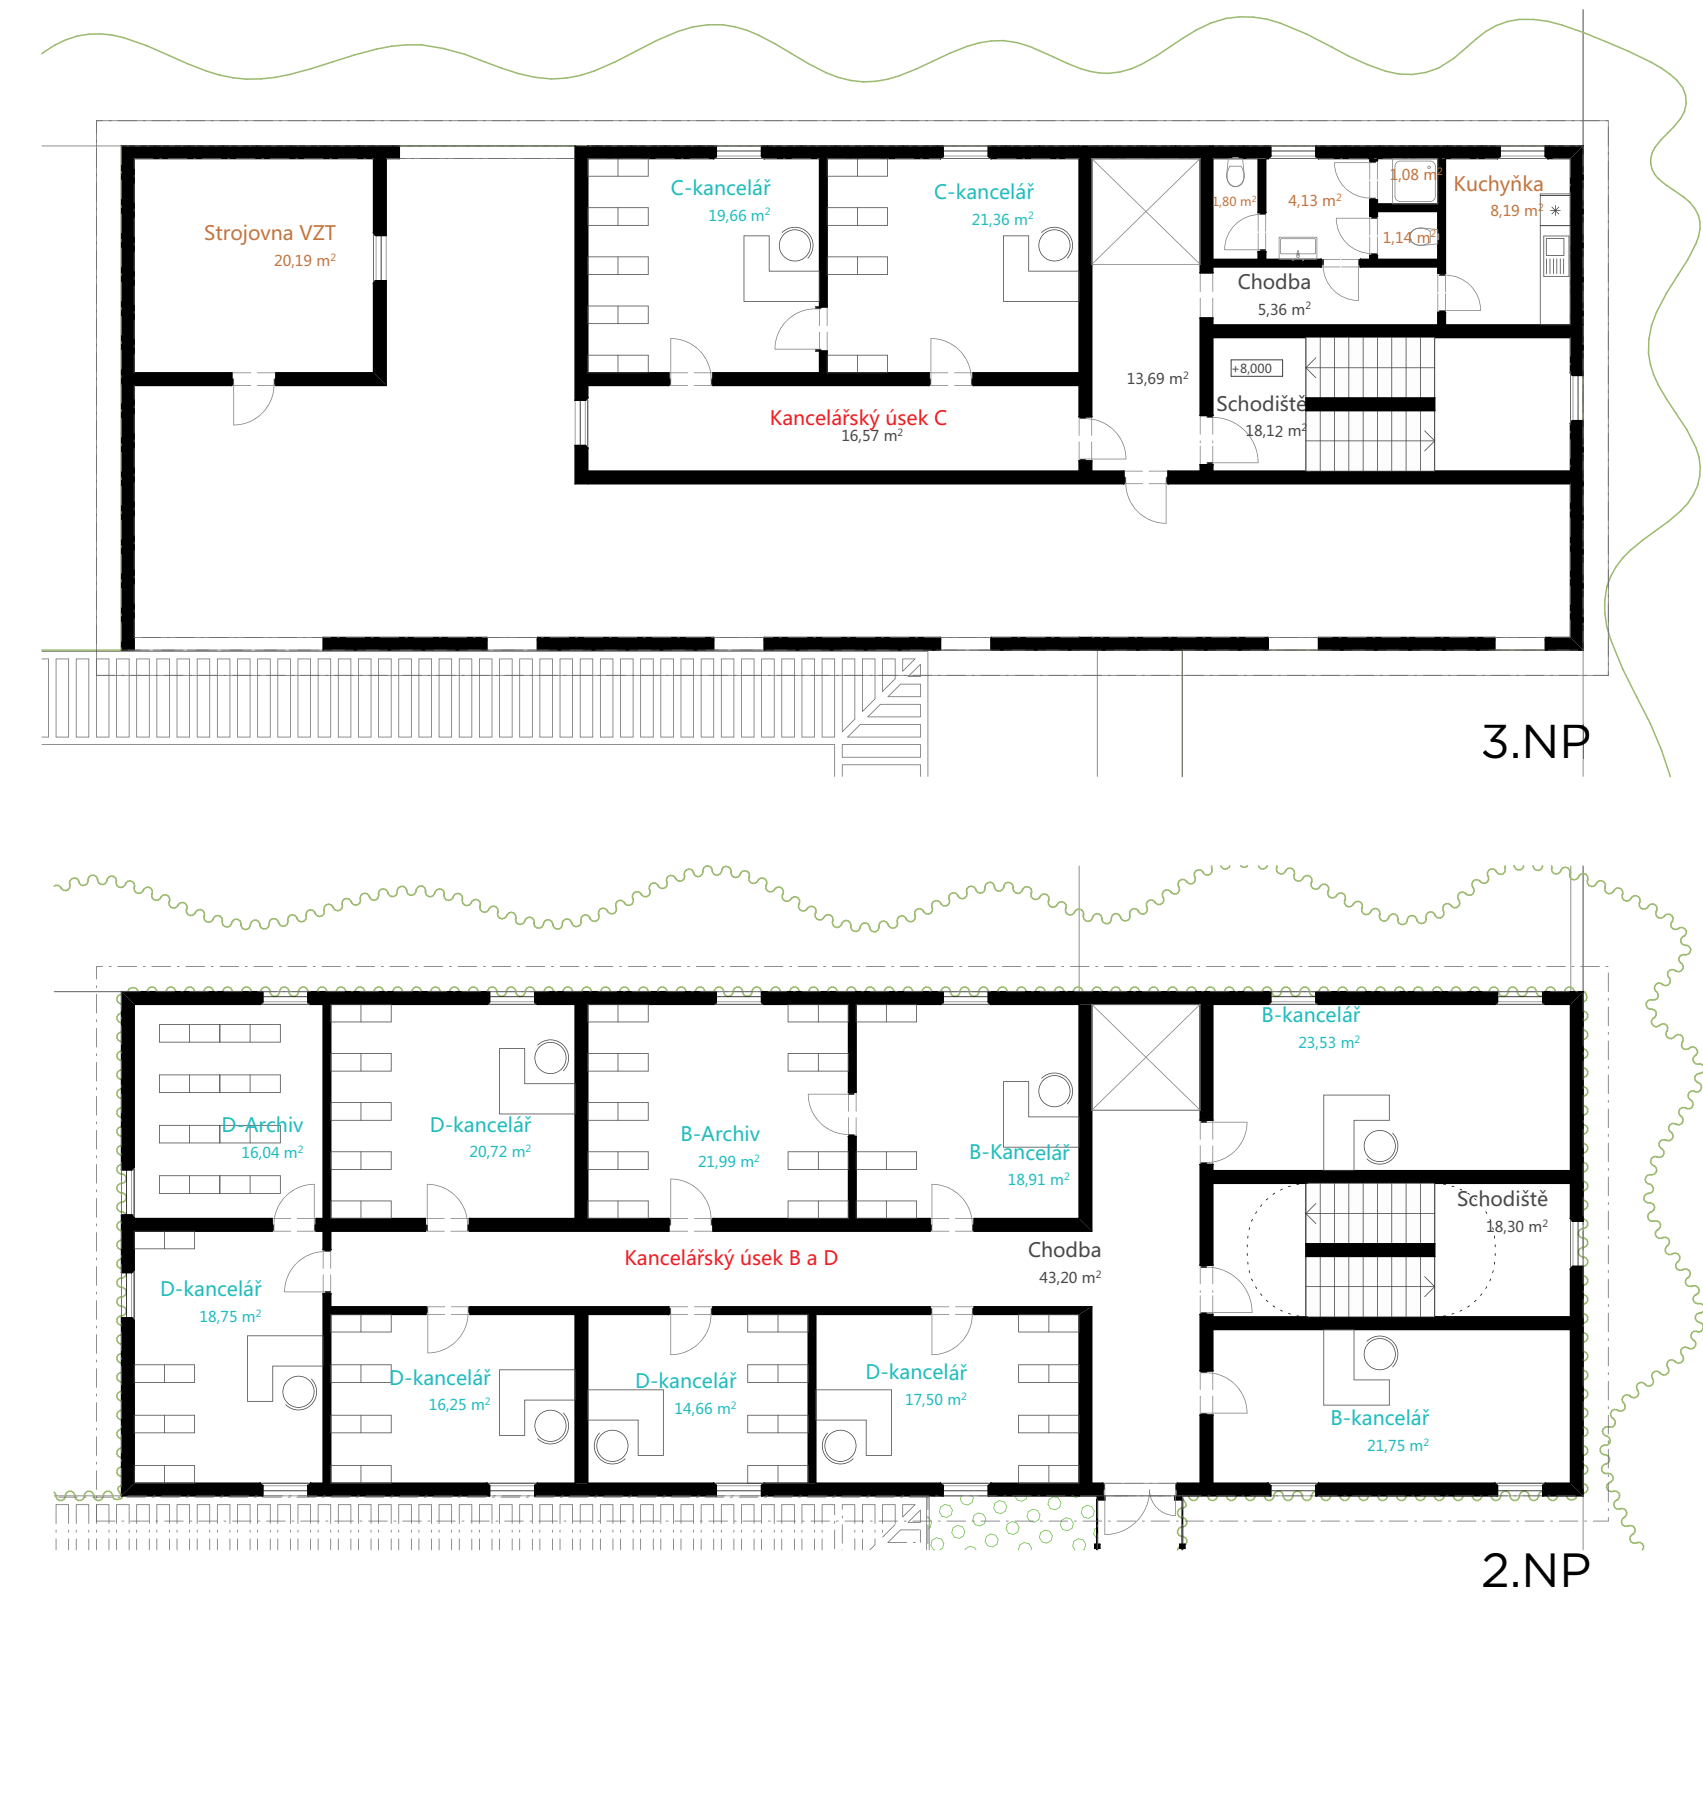 C-kancelář
19,66 m²
C-kancelář
21,36 m²
1,80 m²
4,13 m²
1,08 m²
1,14 m²
Kuchyňka
8,19 m²
Strojovna VZT
20,19 m²
Chodba
5,36 m²
13,69 m²
+8,000
Schodiště
18,12 m²
Kancelářský úsek C
16,57 m²
3.NP
B-kancelář
23,53 m²
D-Archiv
16,04 m²
D-kancelář
20,72 m²
B-Archiv
21,99 m²
B-Kancelář
18,91 m²
Schodiště
18,30 m²
Kancelářský úsek B a D
Chodba
43,20 m²
D-kancelář
18,75 m²
D-kancelář
16,25 m²
D-kancelář
14,66 m²
D-kancelář
17,50 m²
B-kancelář
21,75 m²
2.NP